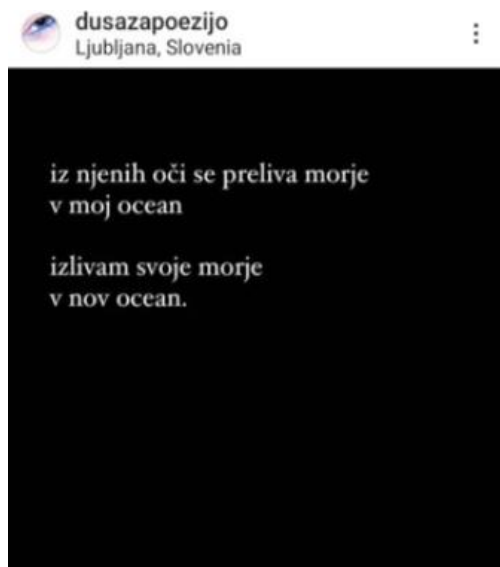 dusazapoezijo
Ljubljana, Slovenia
iz njenih oči se preliva morje
v moj ocean
izlivam svoje morje
v nov ocean.